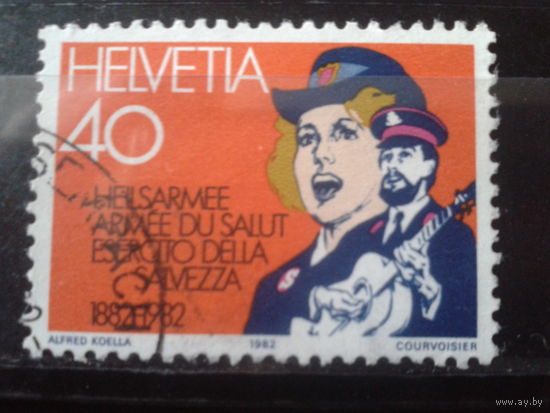 HELVETIA
40
HEILSARMEE
ARMÉE DU SALUT
ESERCITO DELLA
SALVEZZA
1882-1982
ALFRED KOELLA 1982 COURVOISIER
www.ay.by